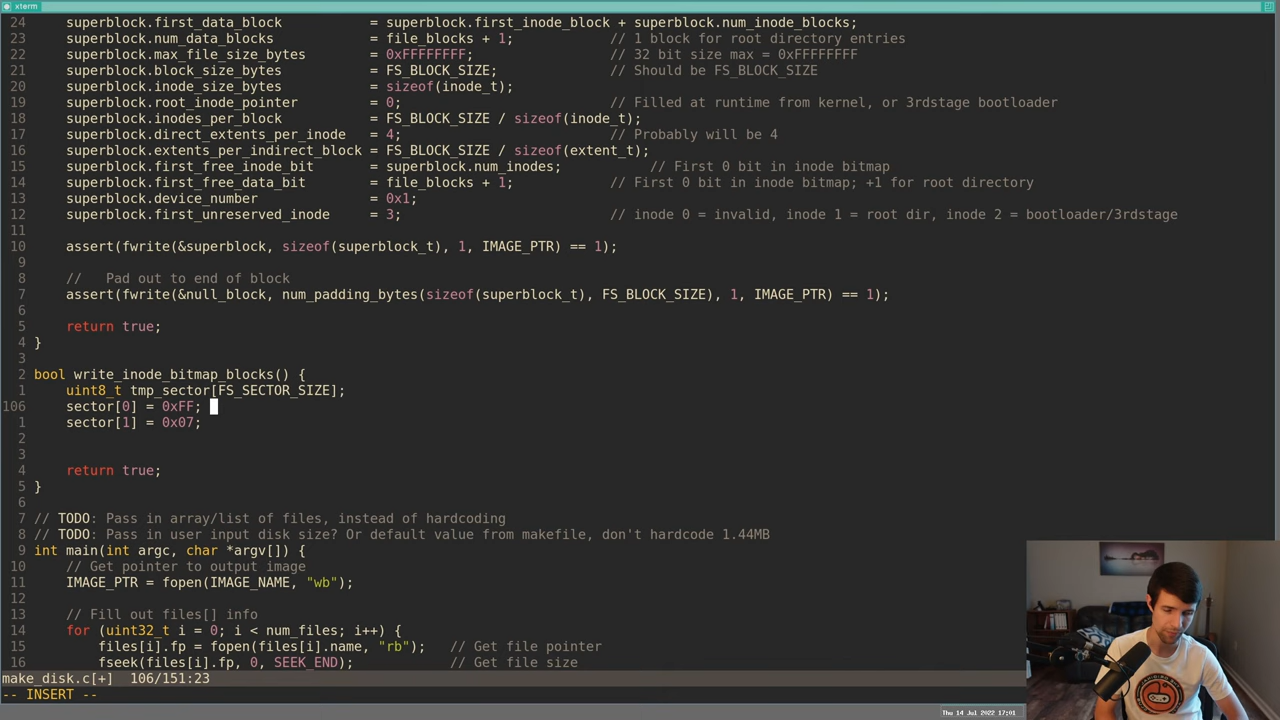 xterm
24 superblock.first_data_block = superblock.first_inode_block + superblock.num_inode_blocks;
23 superblock.num_data_blocks = file_blocks + 1; // 1 block for root directory entries
22 superblock.max_file_size_bytes = 0xFFFFFFFF; // 32 bit size max = 0xFFFFFFFF
21 superblock.block_size_bytes = FS_BLOCK_SIZE; // Should be FS_BLOCK_SIZE
20 superblock.inode_size_bytes = sizeof(inode_t);
19 superblock.root_inode_pointer = 0; // Filled at runtime from kernel, or 3rdstage bootloader
18 superblock.inodes_per_block = FS_BLOCK_SIZE / sizeof(inode_t);
17 superblock.direct_extents_per_inode = 4; // Probably will be 4
16 superblock.extents_per_indirect_block = FS_BLOCK_SIZE / sizeof(extent_t);
15 superblock.first_free_inode_bit = superblock.num_inodes; // First 0 bit in inode bitmap
14 superblock.first_free_data_bit = file_blocks + 1; // First 0 bit in inode bitmap; +1 for root directory
13 superblock.device_number = 0x1;
12 superblock.first_unreserved_inode = 3; // inode 0 = invalid, inode 1 = root dir, inode 2 = bootloader/3rdstage
11
10 assert(fwrite(&superblock, sizeof(superblock_t), 1, IMAGE_PTR) == 1);
9
8 // Pad out to end of block
7 assert(fwrite(&null_block, num_padding_bytes(sizeof(superblock_t), FS_BLOCK_SIZE), 1, IMAGE_PTR) == 1);
6
5 return true;
4 }
3
2 bool write_inode_bitmap_blocks() {
1 uint8_t tmp_sector[FS_SECTOR_SIZE];
106 sector[0] = 0xFF;
1 sector[1] = 0x07;
2
3
4 return true;
5 }
6
7 // TODO: Pass in array/list of files, instead of hardcoding
8 // TODO: Pass in user input disk size? Or default value from makefile, don't hardcode 1.44MB
9 int main(int argc, char *argv[]) {
10 // Get pointer to output image
11 IMAGE_PTR = fopen(IMAGE_NAME, "wb");
12
13 // Fill out files[] info
14 for (uint32_t i = 0; i < num_files; i++) {
15 files[i].fp = fopen(files[i].name, "rb"); // Get file pointer
16 fseek(files[i].fp, 0, SEEK_END); // Get file size
make_disk.c[+] 106/151:23
-- INSERT --
Thu 14 Jul 2022 17:01